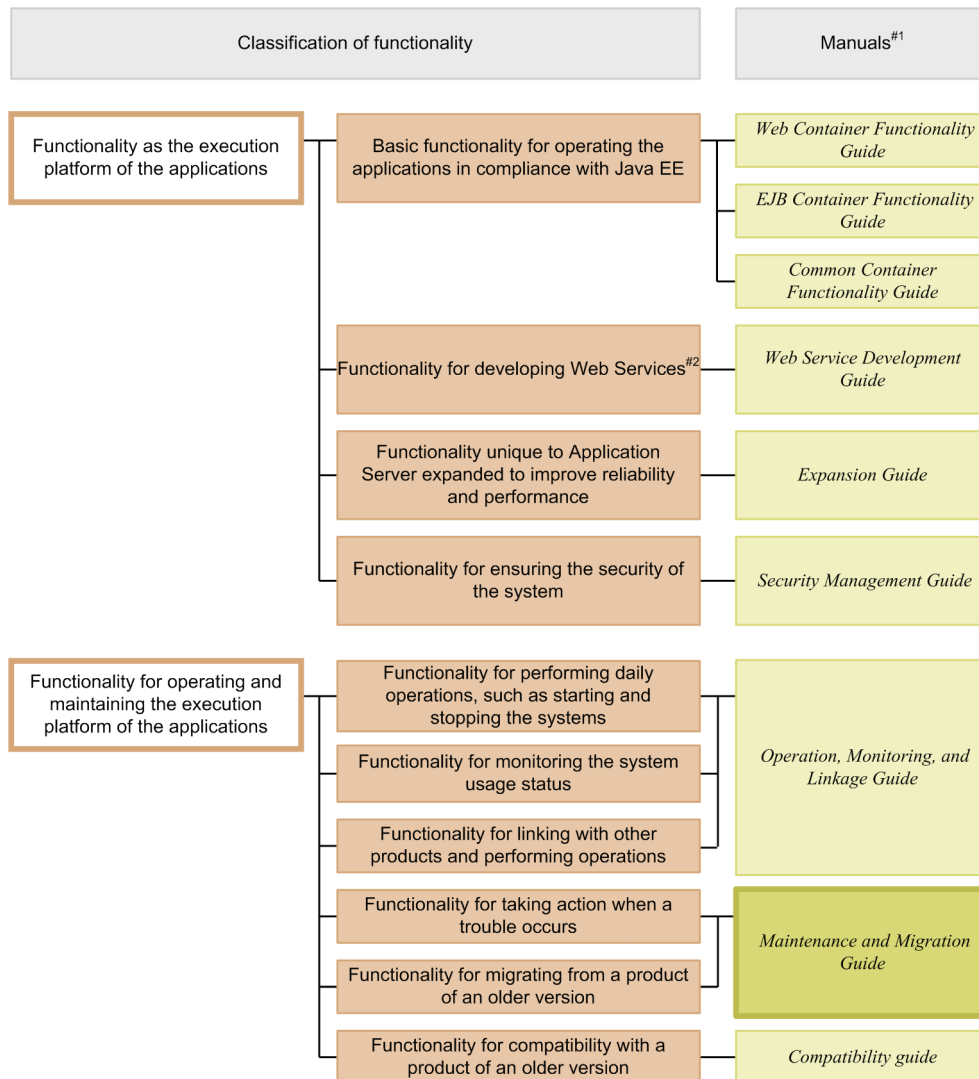 Classification of functionality
Manuals#1
Functionality as the execution
platform of the applications
Basic functionality for operating the
applications in compliance with Java EE
Web Container Functionality
Guide
EJB Container Functionality
Guide
Common Container
Functionality Guide
Functionality for developing Web Services#2
Web Service Development
Guide
Functionality unique to Application
Server expanded to improve reliability
and performance
Expansion Guide
Functionality for ensuring the security of
the system
Security Management Guide
Functionality for operating and
maintaining the execution
platform of the applications
Functionality for performing daily
operations, such as starting and
stopping the systems
Functionality for monitoring the system
usage status
Functionality for linking with other
products and performing operations
Operation, Monitoring, and
Linkage Guide
Functionality for taking action when a
trouble occurs
Functionality for migrating from a product
of an older version
Maintenance and Migration
Guide
Functionality for compatibility with a
product of an older version
Compatibility guide